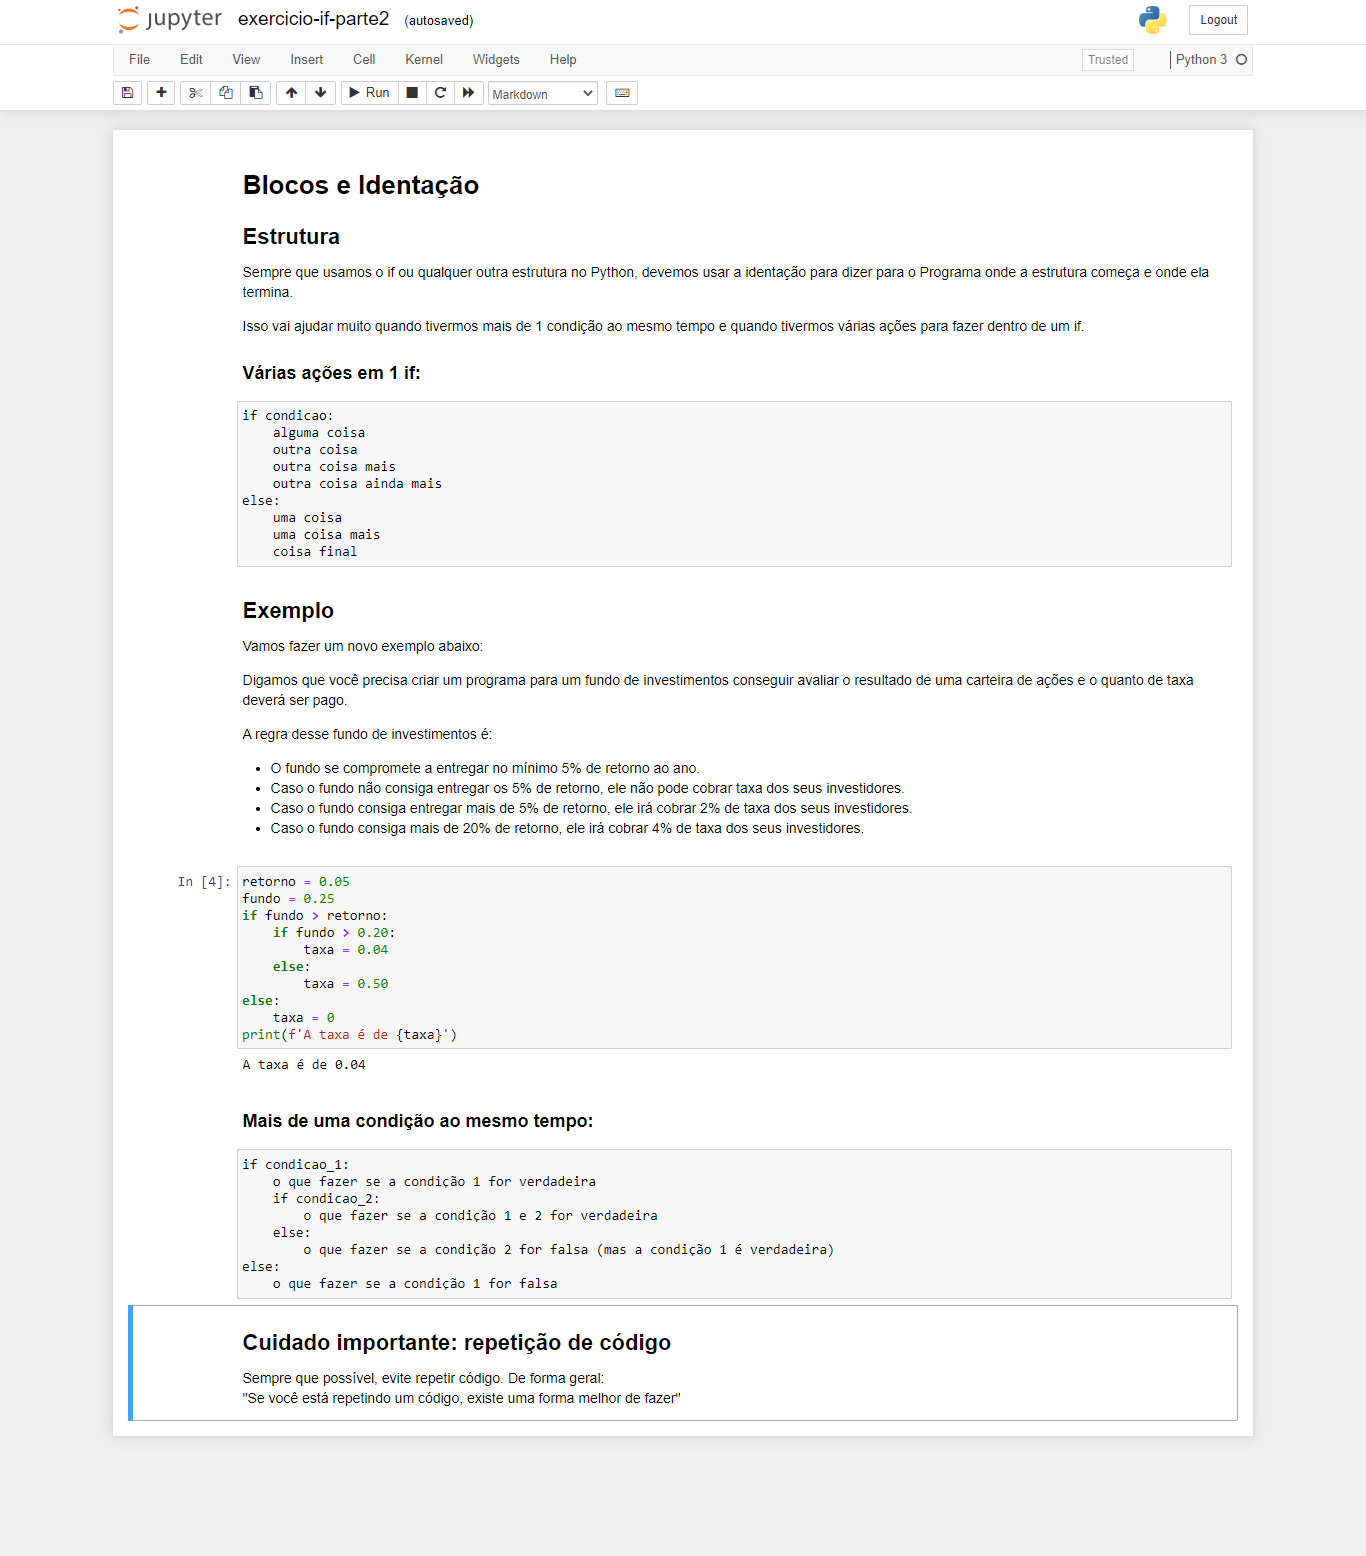 jupyter exercicio-if-parte2 (autosaved) Logout
File Edit View Insert Cell Kernel Widgets Help Trusted Python 3
Run Markdown
Blocos e Identação
Estrutura
Sempre que usamos o if ou qualquer outra estrutura no Python, devemos usar a identação para dizer para o Programa onde a estrutura começa e onde ela
termina.
Isso vai ajudar muito quando tivermos mais de 1 condição ao mesmo tempo e quando tivermos várias ações para fazer dentro de um if.
Várias ações em 1 if:
if condicao:
    alguma coisa
    outra coisa
    outra coisa mais
    outra coisa ainda mais
else:
    uma coisa
    uma coisa mais
    coisa final
Exemplo
Vamos fazer um novo exemplo abaixo:
Digamos que você precisa criar um programa para um fundo de investimentos conseguir avaliar o resultado de uma carteira de ações e o quanto de taxa
deverá ser pago.
A regra desse fundo de investimentos é:
• O fundo se compromete a entregar no mínimo 5% de retorno ao ano.
• Caso o fundo não consiga entregar os 5% de retorno, ele não pode cobrar taxa dos seus investidores.
• Caso o fundo consiga entregar mais de 5% de retorno, ele irá cobrar 2% de taxa dos seus investidores.
• Caso o fundo consiga mais de 20% de retorno, ele irá cobrar 4% de taxa dos seus investidores.
In [4]: retorno = 0.05
fundo = 0.25
if fundo > retorno:
    if fundo > 0.20:
        taxa = 0.04
    else:
        taxa = 0.50
else:
    taxa = 0
print(f'A taxa é de {taxa}')
A taxa é de 0.04
Mais de uma condição ao mesmo tempo:
if condicao_1:
    o que fazer se a condição 1 for verdadeira
    if condicao_2:
        o que fazer se a condição 1 e 2 for verdadeira
    else:
        o que fazer se a condição 2 for falsa (mas a condição 1 é verdadeira)
else:
    o que fazer se a condição 1 for falsa
Cuidado importante: repetição de código
Sempre que possível, evite repetir código. De forma geral:
"Se você está repetindo um código, existe uma forma melhor de fazer"